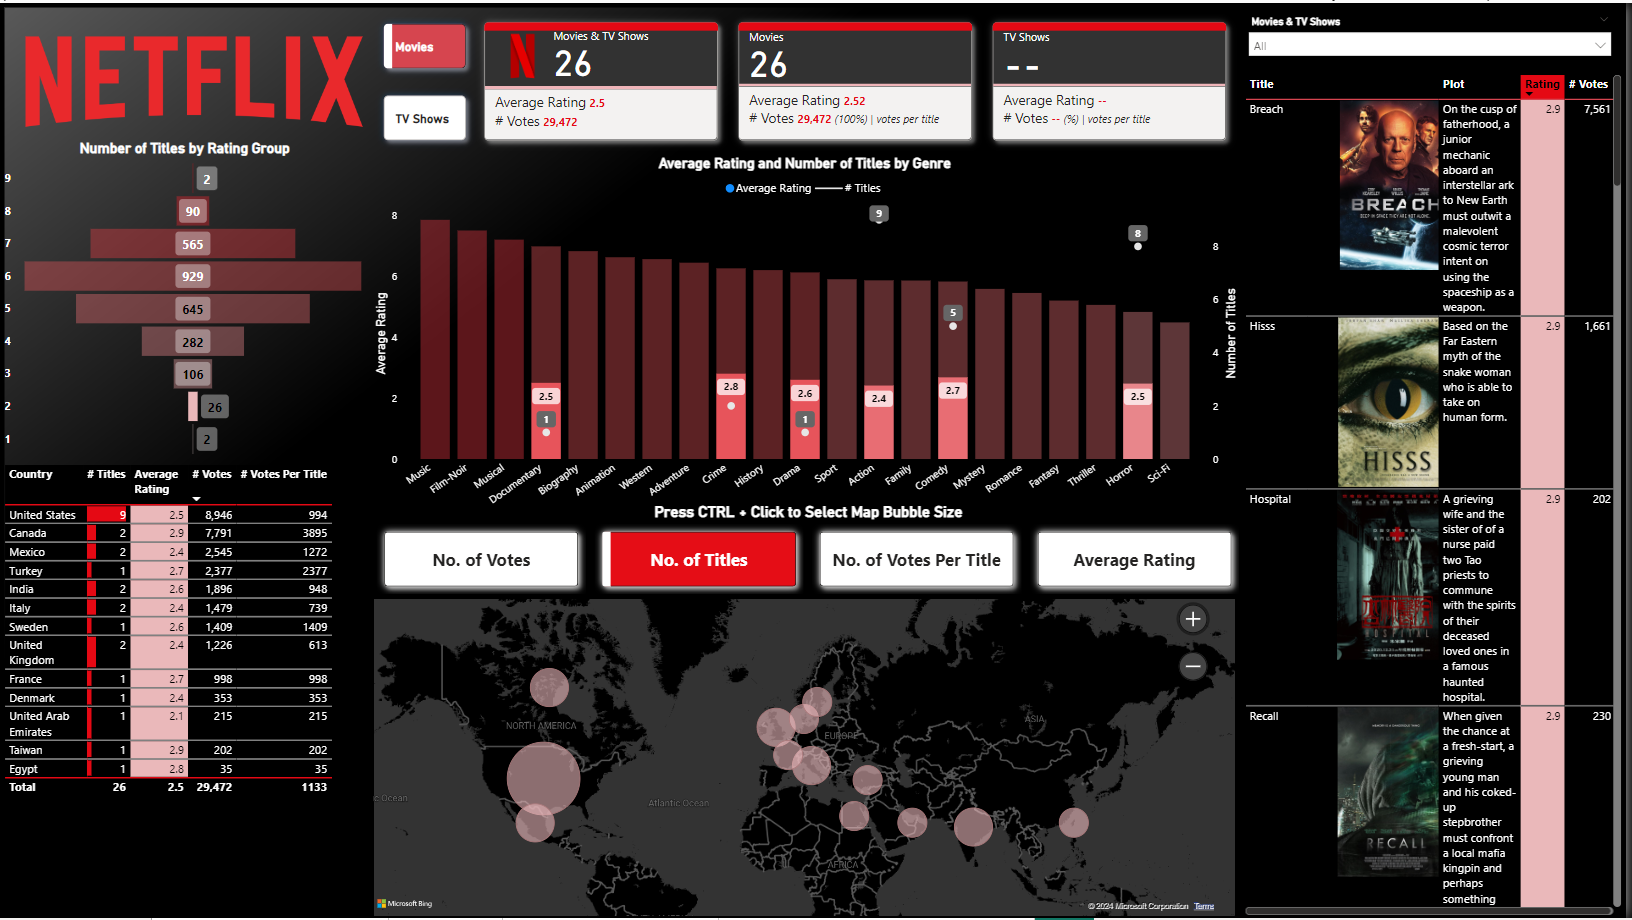 NETFLIX
Movies
TV Shows
Movies & TV Shows
26
Average Rating 2.5
# Votes 29,472
Movies
26
Average Rating 2.52
# Votes 29,472 (100%) | votes per title
TV Shows
--
Average Rating --
# Votes -- (%) | votes per title
Number of Titles by Rating Group
9 2
8 90
7 565
6 929
5 645
4 282
3 106
2 26
1 2
Country # Titles Average Rating # Votes # Votes Per Title
United States 9 2.5 8,946 994
Canada 2 2.9 7,791 3895
Mexico 2 2.4 2,545 1272
Turkey 1 2.7 2,377 2377
India 2 2.6 1,896 948
Italy 2 2.4 1,479 739
Sweden 1 2.6 1,409 1409
United Kingdom 2 2.4 1,226 613
France 1 2.7 998 998
Denmark 1 2.4 353 353
United Arab Emirates 1 2.1 215 215
Taiwan 1 2.9 202 202
Egypt 1 2.8 35 35
Total 26 2.5 29,472 1133
Average Rating and Number of Titles by Genre
Average Rating # Titles
Average Rating
8
6
4
2
0
2.5
1
2.8
2.6
1
9
2.4
5
2.7
8
2.5
8
6
4
2
0
Number of Titles
Music
Film-Noir
Musical
Documentary
Biography
Animation
Western
Adventure
Crime
History
Drama
Sport
Action
Family
Comedy
Mystery
Romance
Fantasy
Thriller
Horror
Sci-Fi
Press CTRL + Click to Select Map Bubble Size
No. of Votes
No. of Titles
No. of Votes Per Title
Average Rating
NORTH AMERICA
EUROPE
ASIA
AFRICA
c Ocean
Atlantic Ocean
Microsoft Bing
© 2024 Microsoft Corporation Terms
Movies & TV Shows
All
Title Plot Rating # Votes
Breach
BREACH
On the cusp of
fatherhood, a
junior
mechanic
aboard an
interstellar ark
to New Earth
must outwit a
malevolent
cosmic terror
intent on
using the
spaceship as a
weapon.
2.9 7,561
Hisss
HISSS
Based on the
Far Eastern
myth of the
snake woman
who is able to
take on
human form.
2.9 1,661
Hospital
HOSPITAL
A grieving
wife and the
sister of of a
nurse paid
two Tao
priests to
commune
with the spirits
of their
deceased
loved ones in
a famous
haunted
hospital.
2.9 202
Recall
RECALL
When given
the chance at
a fresh-start, a
grieving
young man
and his coked-
up
stepbrother
must confront
a local mafia
kingpin and
perhaps
something
2.9 230